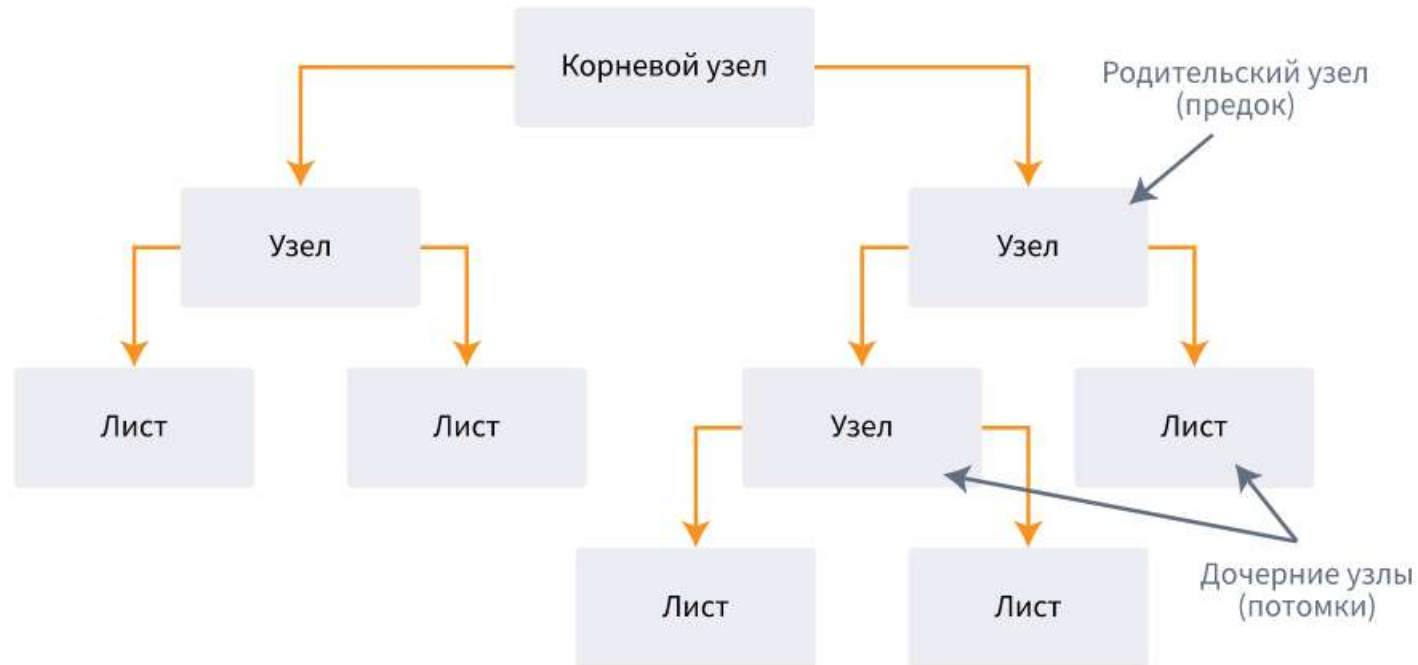 Корневой узел
Родительский узел
(предок)
Узел
Узел
Лист
Лист
Узел
Лист
Лист
Лист
Дочерние узлы
(потомки)